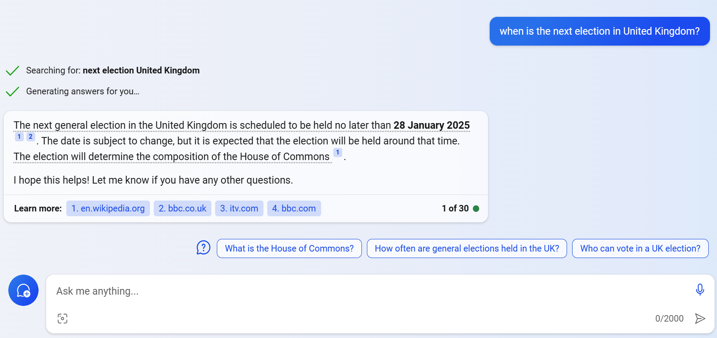 when is the next election in United Kingdom?
Searching for: next election United Kingdom
Generating answers for you...
The next general election in the United Kingdom is scheduled to be held no later than 28 January 2025
1 2 . The date is subject to change, but it is expected that the election will be held around that time.
The election will determine the composition of the House of Commons 1 .
I hope this helps! Let me know if you have any other questions.
Learn more: 1. en.wikipedia.org 2. bbc.co.uk 3. itv.com 4. bbc.com 1 of 30
What is the House of Commons? How often are general elections held in the UK? Who can vote in a UK election?
Ask me anything...
0/2000